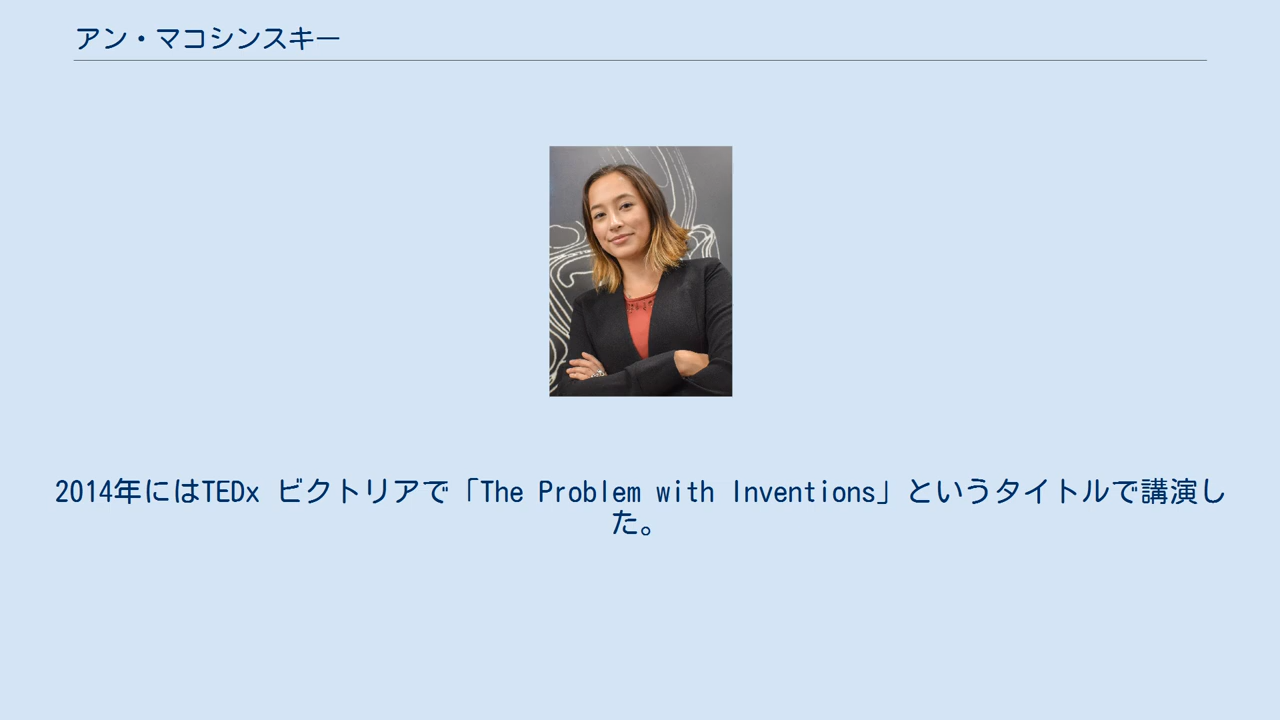 アン・マコシンスキー
2014年にはTEDx ビクトリアで「The Problem with Inventions」というタイトルで講演し
た。